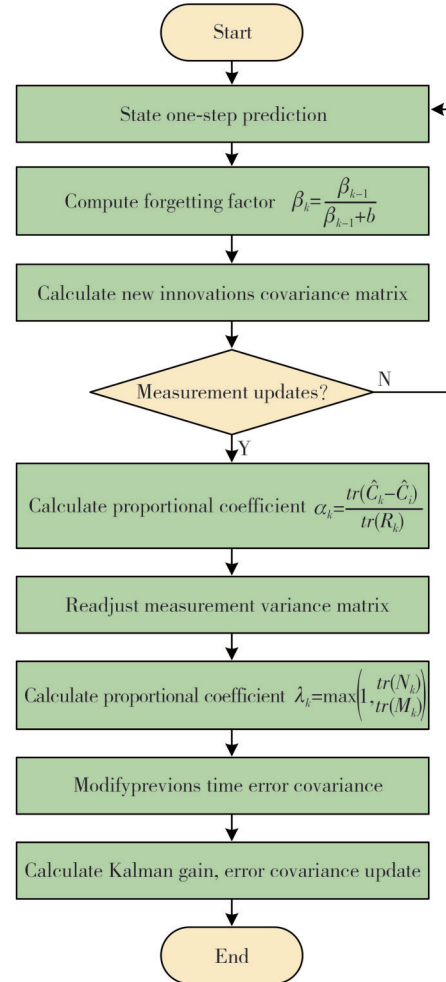 Start
State one-step prediction
Compute forgetting factor β_k = β_{k-1} / (β_{k-1}+b)
Calculate new innovations covariance matrix
Measurement updates?
N
Y
Calculate proportional coefficient α_k = tr(Ĉ_k−Ĉ_i) / tr(R_k)
Readjust measurement variance matrix
Calculate proportional coefficient λ_k=max(1, tr(N_k) / tr(M_k))
Modifyprevions time error covariance
Calculate Kalman gain, error covariance update
End